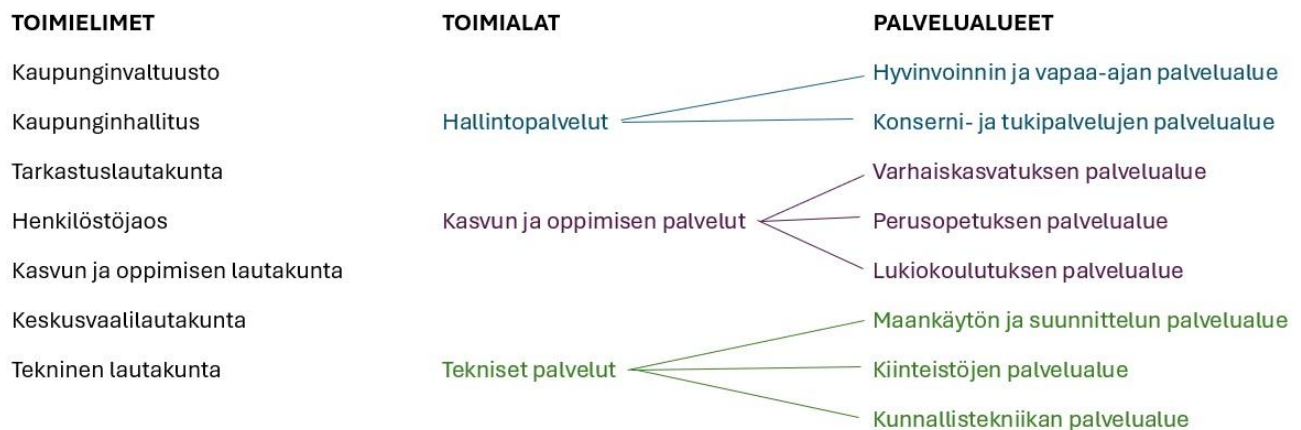 TOIMIELIMET
Kaupunginvaltuusto
Kaupunginhallitus
Tarkastuslautakunta
Henkilöstöjaos
Kasvun ja oppimisen lautakunta
Keskusvaalilautakunta
Tekninen lautakunta
TOIMIALAT
Hallintopalvelut
Kasvun ja oppimisen palvelut
Tekniset palvelut
PALVELUALUEET
Hyvinvoinnin ja vapaa-ajan palvelualue
Konserni- ja tukipalvelujen palvelualue
Varhaiskasvatuksen palvelualue
Perusopetuksen palvelualue
Lukiokoulutuksen palvelualue
Maankäytön ja suunnittelun palvelualue
Kiinteistöjen palvelualue
Kunnallistekniikan palvelualue